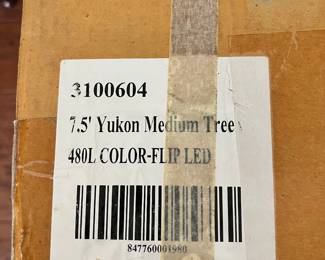 3100604
7.5' Yukon Medium Tree
480L COLOR-FLIP LED
847760001980